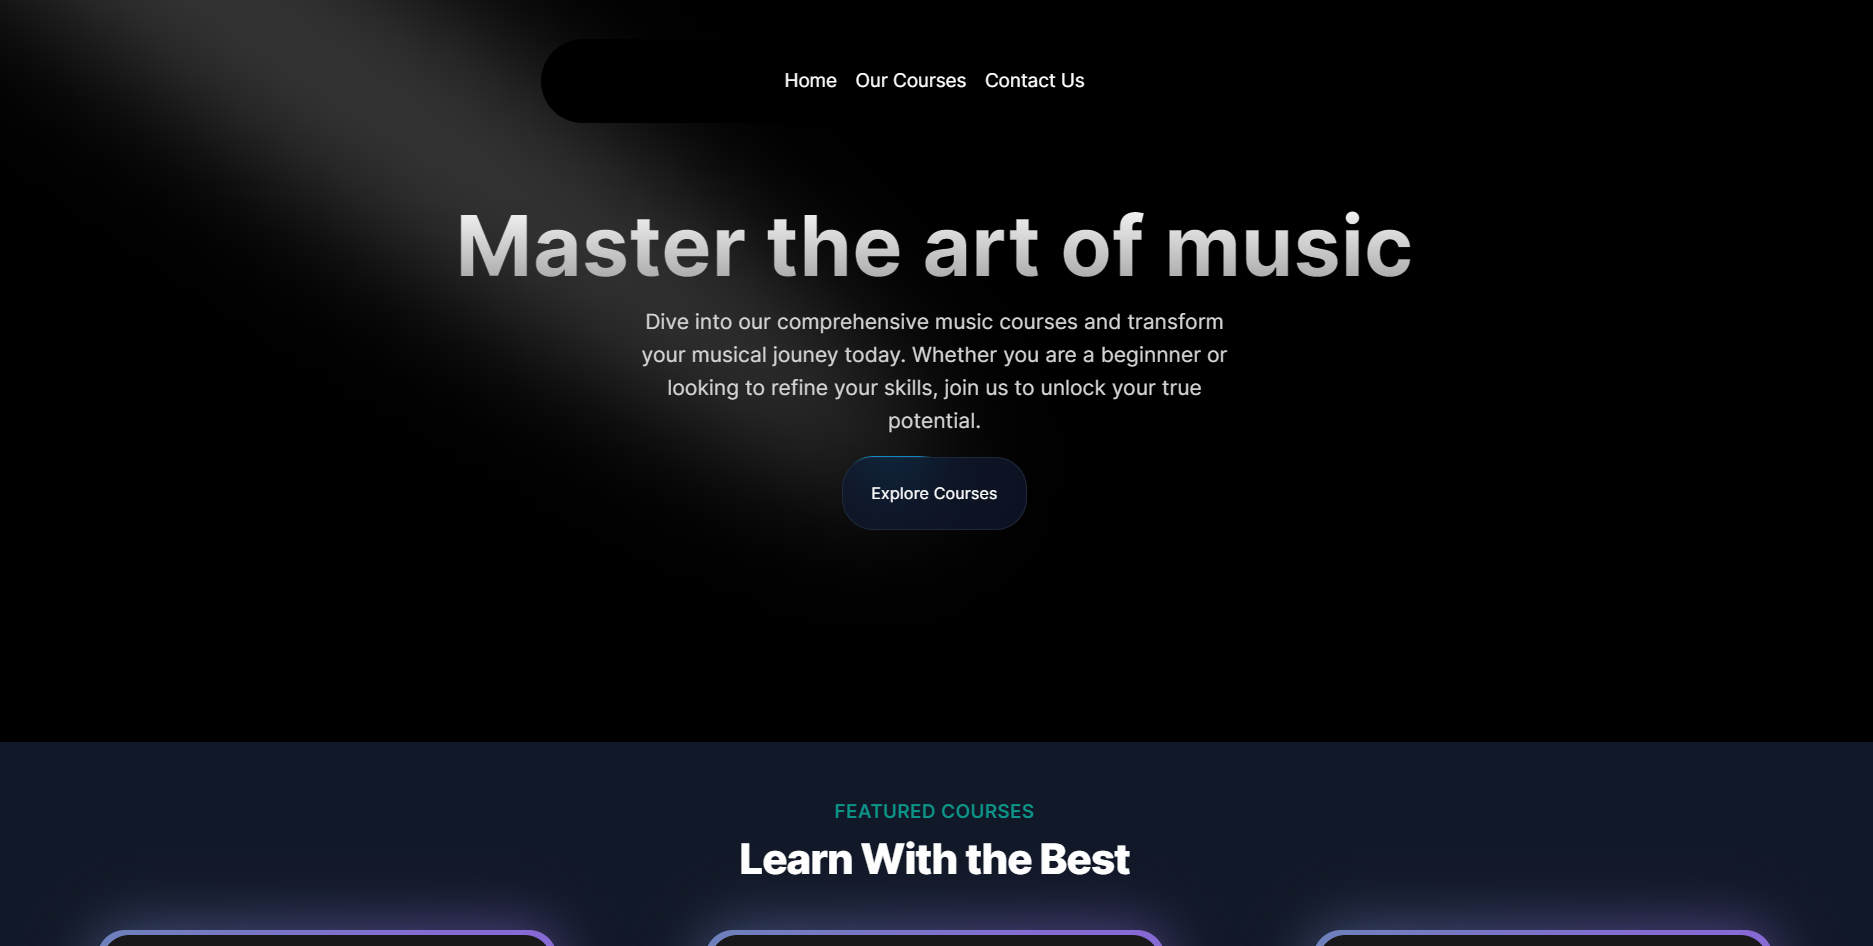 Home Our Courses Contact Us
Master the art of music
Dive into our comprehensive music courses and transform
your musical jouney today. Whether you are a beginnner or
looking to refine your skills, join us to unlock your true
potential.
Explore Courses
FEATURED COURSES
Learn With the Best